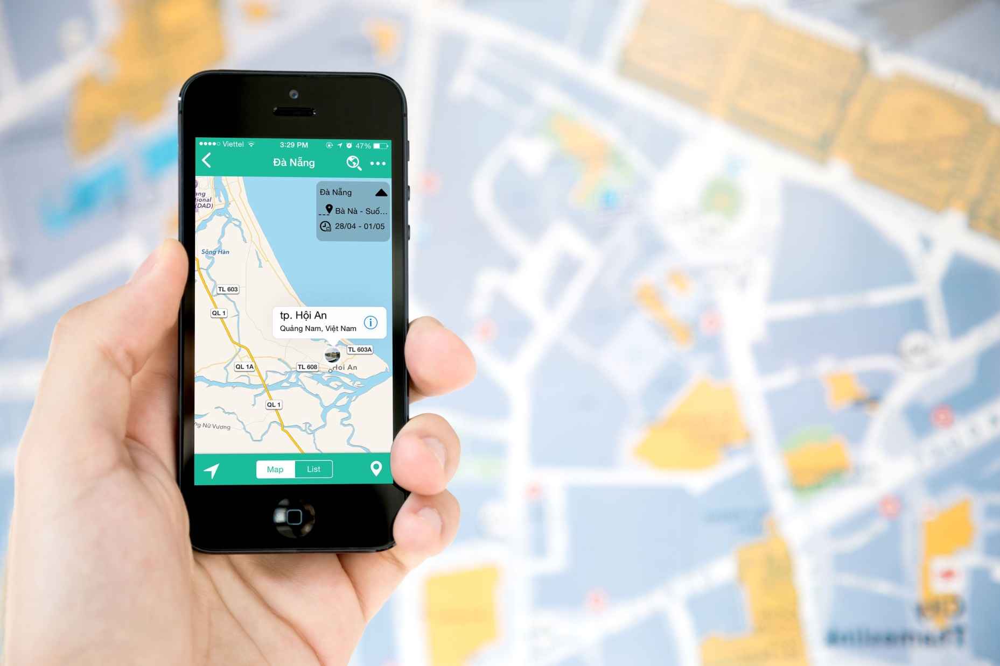 Viettel 3:29 PM 47%
Đà Nẵng
Đà Nẵng
Bà Nà - Suố...
28/04 - 01/05
ang
ional
(DAD)
Sông Hàn
TL 603
QL 1
tp. Hội An
Quảng Nam, Việt Nam
TL 603A
QL 1A
TL 608
Hoi An
QL 1
ng Nữ Vương
Map
List